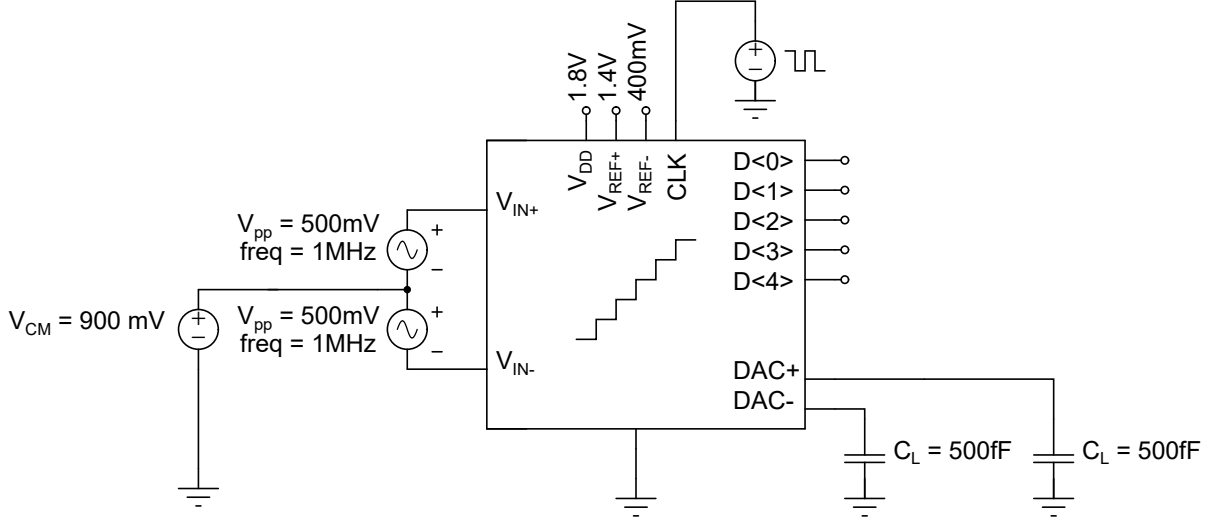 1.8V
1.4V
400mV
V_DD
V_REF+
V_REF-
CLK
D<0>
D<1>
D<2>
D<3>
D<4>
V_IN+
V_pp = 500mV
freq = 1MHz
V_CM = 900 mV
V_pp = 500mV
freq = 1MHz
V_IN-
DAC+
DAC-
C_L = 500fF
C_L = 500fF